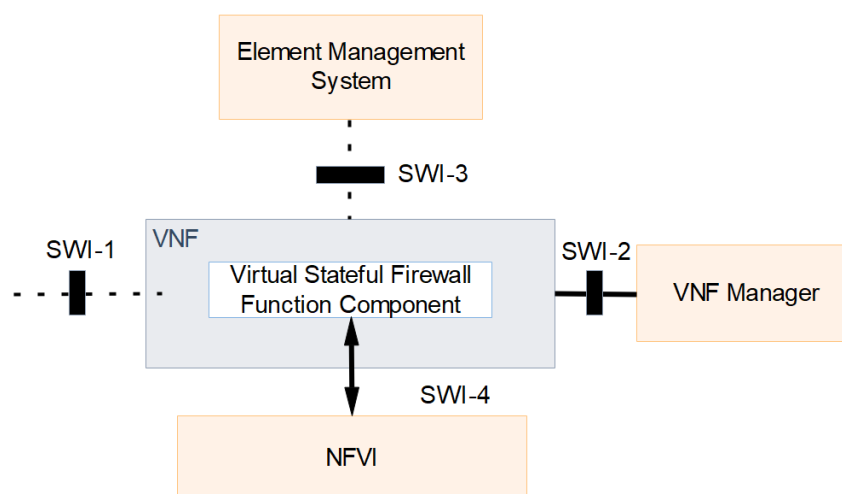 Element Management
System
SWI-3
SWI-1
VNF
SWI-2
Virtual Stateful Firewall
Function Component
VNF Manager
SWI-4
NFVI